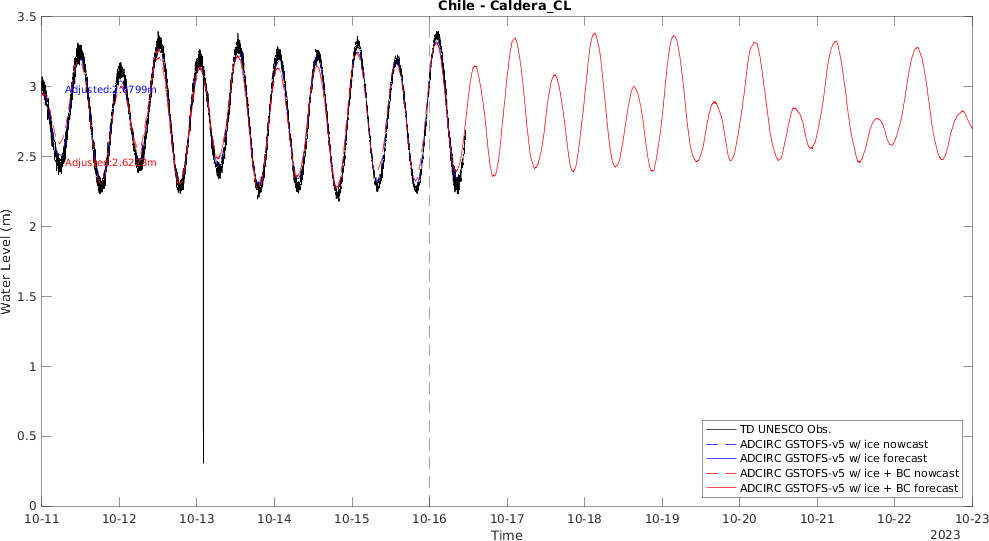 Chile - Caldera_CL
3.5
3
2.5
2
1.5
1
0.5
0
Water Level (m)
10-11
10-12
10-13
10-14
10-15
10-16
10-17
10-18
10-19
10-20
10-21
10-22
10-23
Time
2023
TD UNESCO Obs.
ADCIRC GSTOFS-v5 w/ ice nowcast
ADCIRC GSTOFS-v5 w/ ice forecast
ADCIRC GSTOFS-v5 w/ ice + BC nowcast
ADCIRC GSTOFS-v5 w/ ice + BC forecast